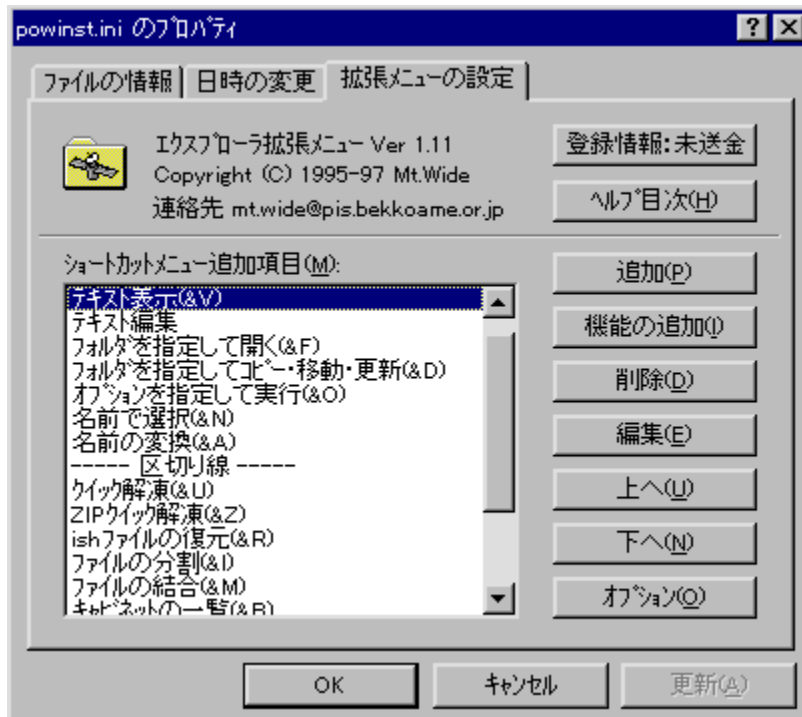 powinst.ini のﾌﾟﾛﾊﾟﾃｨ
ﾌｧｲﾙの情報
日時の変更
拡張ﾒﾆｭｰの設定
ｴｸｽﾌﾟﾛｰﾗ拡張ﾒﾆｭｰ Ver 1.11
Copyright (C) 1995-97 Mt.Wide
連絡先 mt.wide@pis.bekkoame.or.jp
登録情報:未送金
ﾍﾙﾌﾟ目次(H)
ｼｮｰﾄｶｯﾄﾒﾆｭｰ追加項目(M):
ﾃｷｽﾄ表示(&V)
ﾃｷｽﾄ編集
ﾌｫﾙﾀﾞを指定して開く(&F)
ﾌｫﾙﾀﾞを指定してｺﾋﾟｰ・移動・更新(&D)
ｵﾌﾟｼｮﾝを指定して実行(&O)
名前で選択(&N)
名前の変換(&A)
----- 区切り線 -----
ｸｲｯｸ解凍(&U)
ZIPｸｲｯｸ解凍(&Z)
ishﾌｧｲﾙの復元(&R)
ﾌｧｲﾙの分割(&I)
ﾌｧｲﾙの結合(&M)
ｷｬﾋﾞﾈｯﾄの一覧(&B)
追加(P)
機能の追加(I)
削除(D)
編集(E)
上へ(U)
下へ(N)
ｵﾌﾟｼｮﾝ(O)
OK
ｷｬﾝｾﾙ
更新(A)